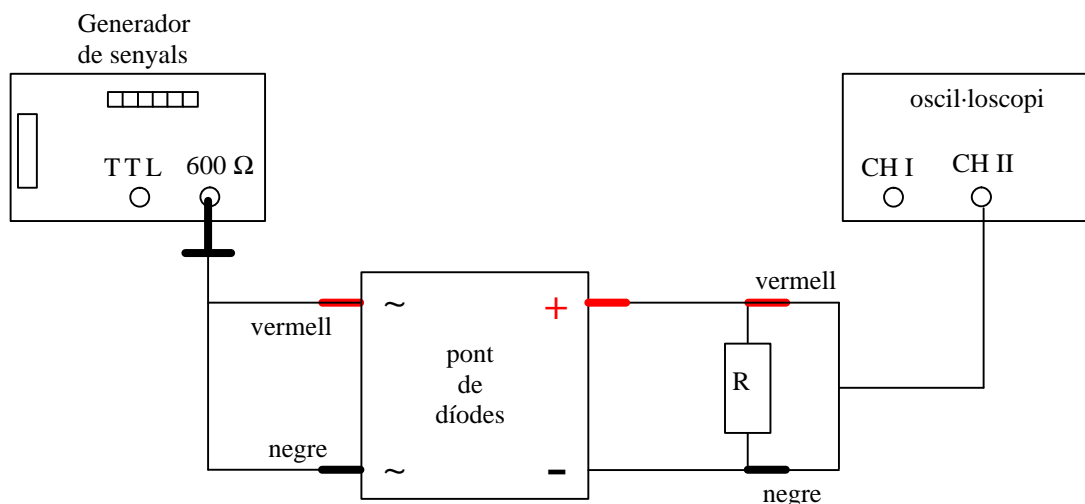 Generador
de senyals
T T L
600 Ω
oscil·loscopi
CH I
CH II
vermell
~
+
vermell
pont
de
díodes
R
negre
~
-
negre